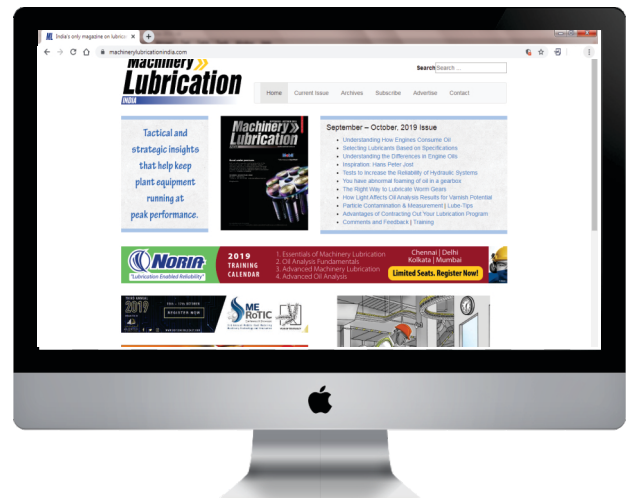 India's only magazine on lubric
machinerylubricationindia.com
Machinery
Lubrication
INDIA
Search Search ...
Home Current Issue Archives Subscribe Advertise Contact
Tactical and
strategic insights
that help keep
plant equipment
running at
peak performance.
Machinery
Lubrication
September – October, 2019 Issue
Understanding How Engines Consume Oil
Selecting Lubricants Based on Specifications
Understanding the Differences in Engine Oils
Inspiration: Hans Peter Jost
Tests to Increase the Reliability of Hydraulic Systems
You have abnormal foaming of oil in a gearbox
The Right Way to Lubricate Worm Gears
How Light Affects Oil Analysis Results for Varnish Potential
Particle Contamination & Measurement | Lube-Tips
Advantages of Contracting Out Your Lubrication Program
Comments and Feedback | Training
NORIA
"Lubrication Enabled Reliability"
2019
TRAINING
CALENDAR
1. Essentials of Machinery Lubrication
2. Oil Analysis Fundamentals
3. Advanced Machinery Lubrication
4. Advanced Oil Analysis
Chennai | Delhi
Kolkata | Mumbai
Limited Seats. Register Now!
2019
REGISTER NOW
ME
RoTIC